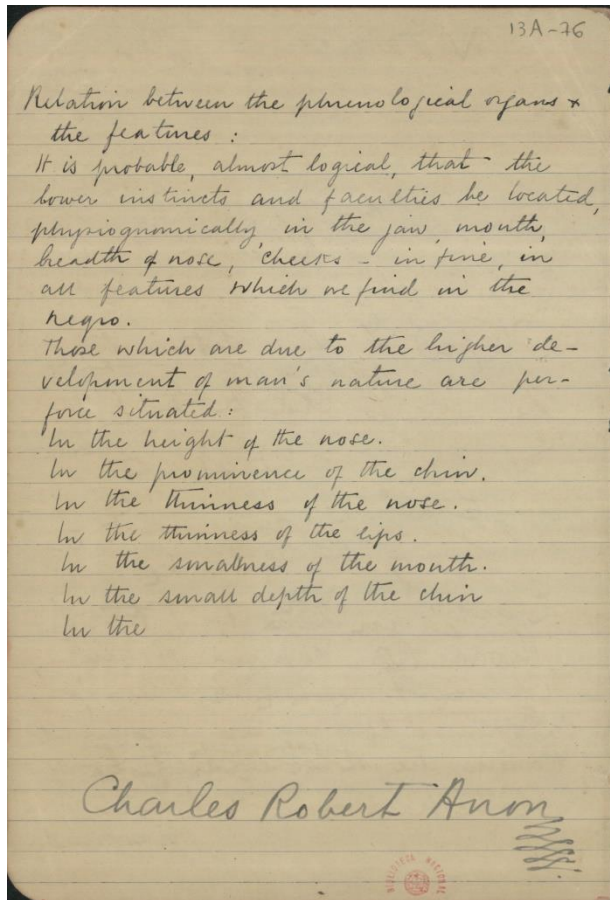 13A-76
Relation between the phrenological organs &
the features :
It is probable, almost logical, that the
lower instincts and faculties be located,
physiognomically in the jaw, mouth,
breadth of nose, cheeks - in fine, in
all features which we find in the
negro.
Those which are due to the higher de-
velopment of man's nature are per-
force situated :
In the height of the nose.
In the prominence of the chin.
In the thinness of the nose.
In the thinness of the lips.
In the smallness of the mouth.
In the small depth of the chin
In the
Charles Robert Anon
BIBLIOTECA NACIONAL